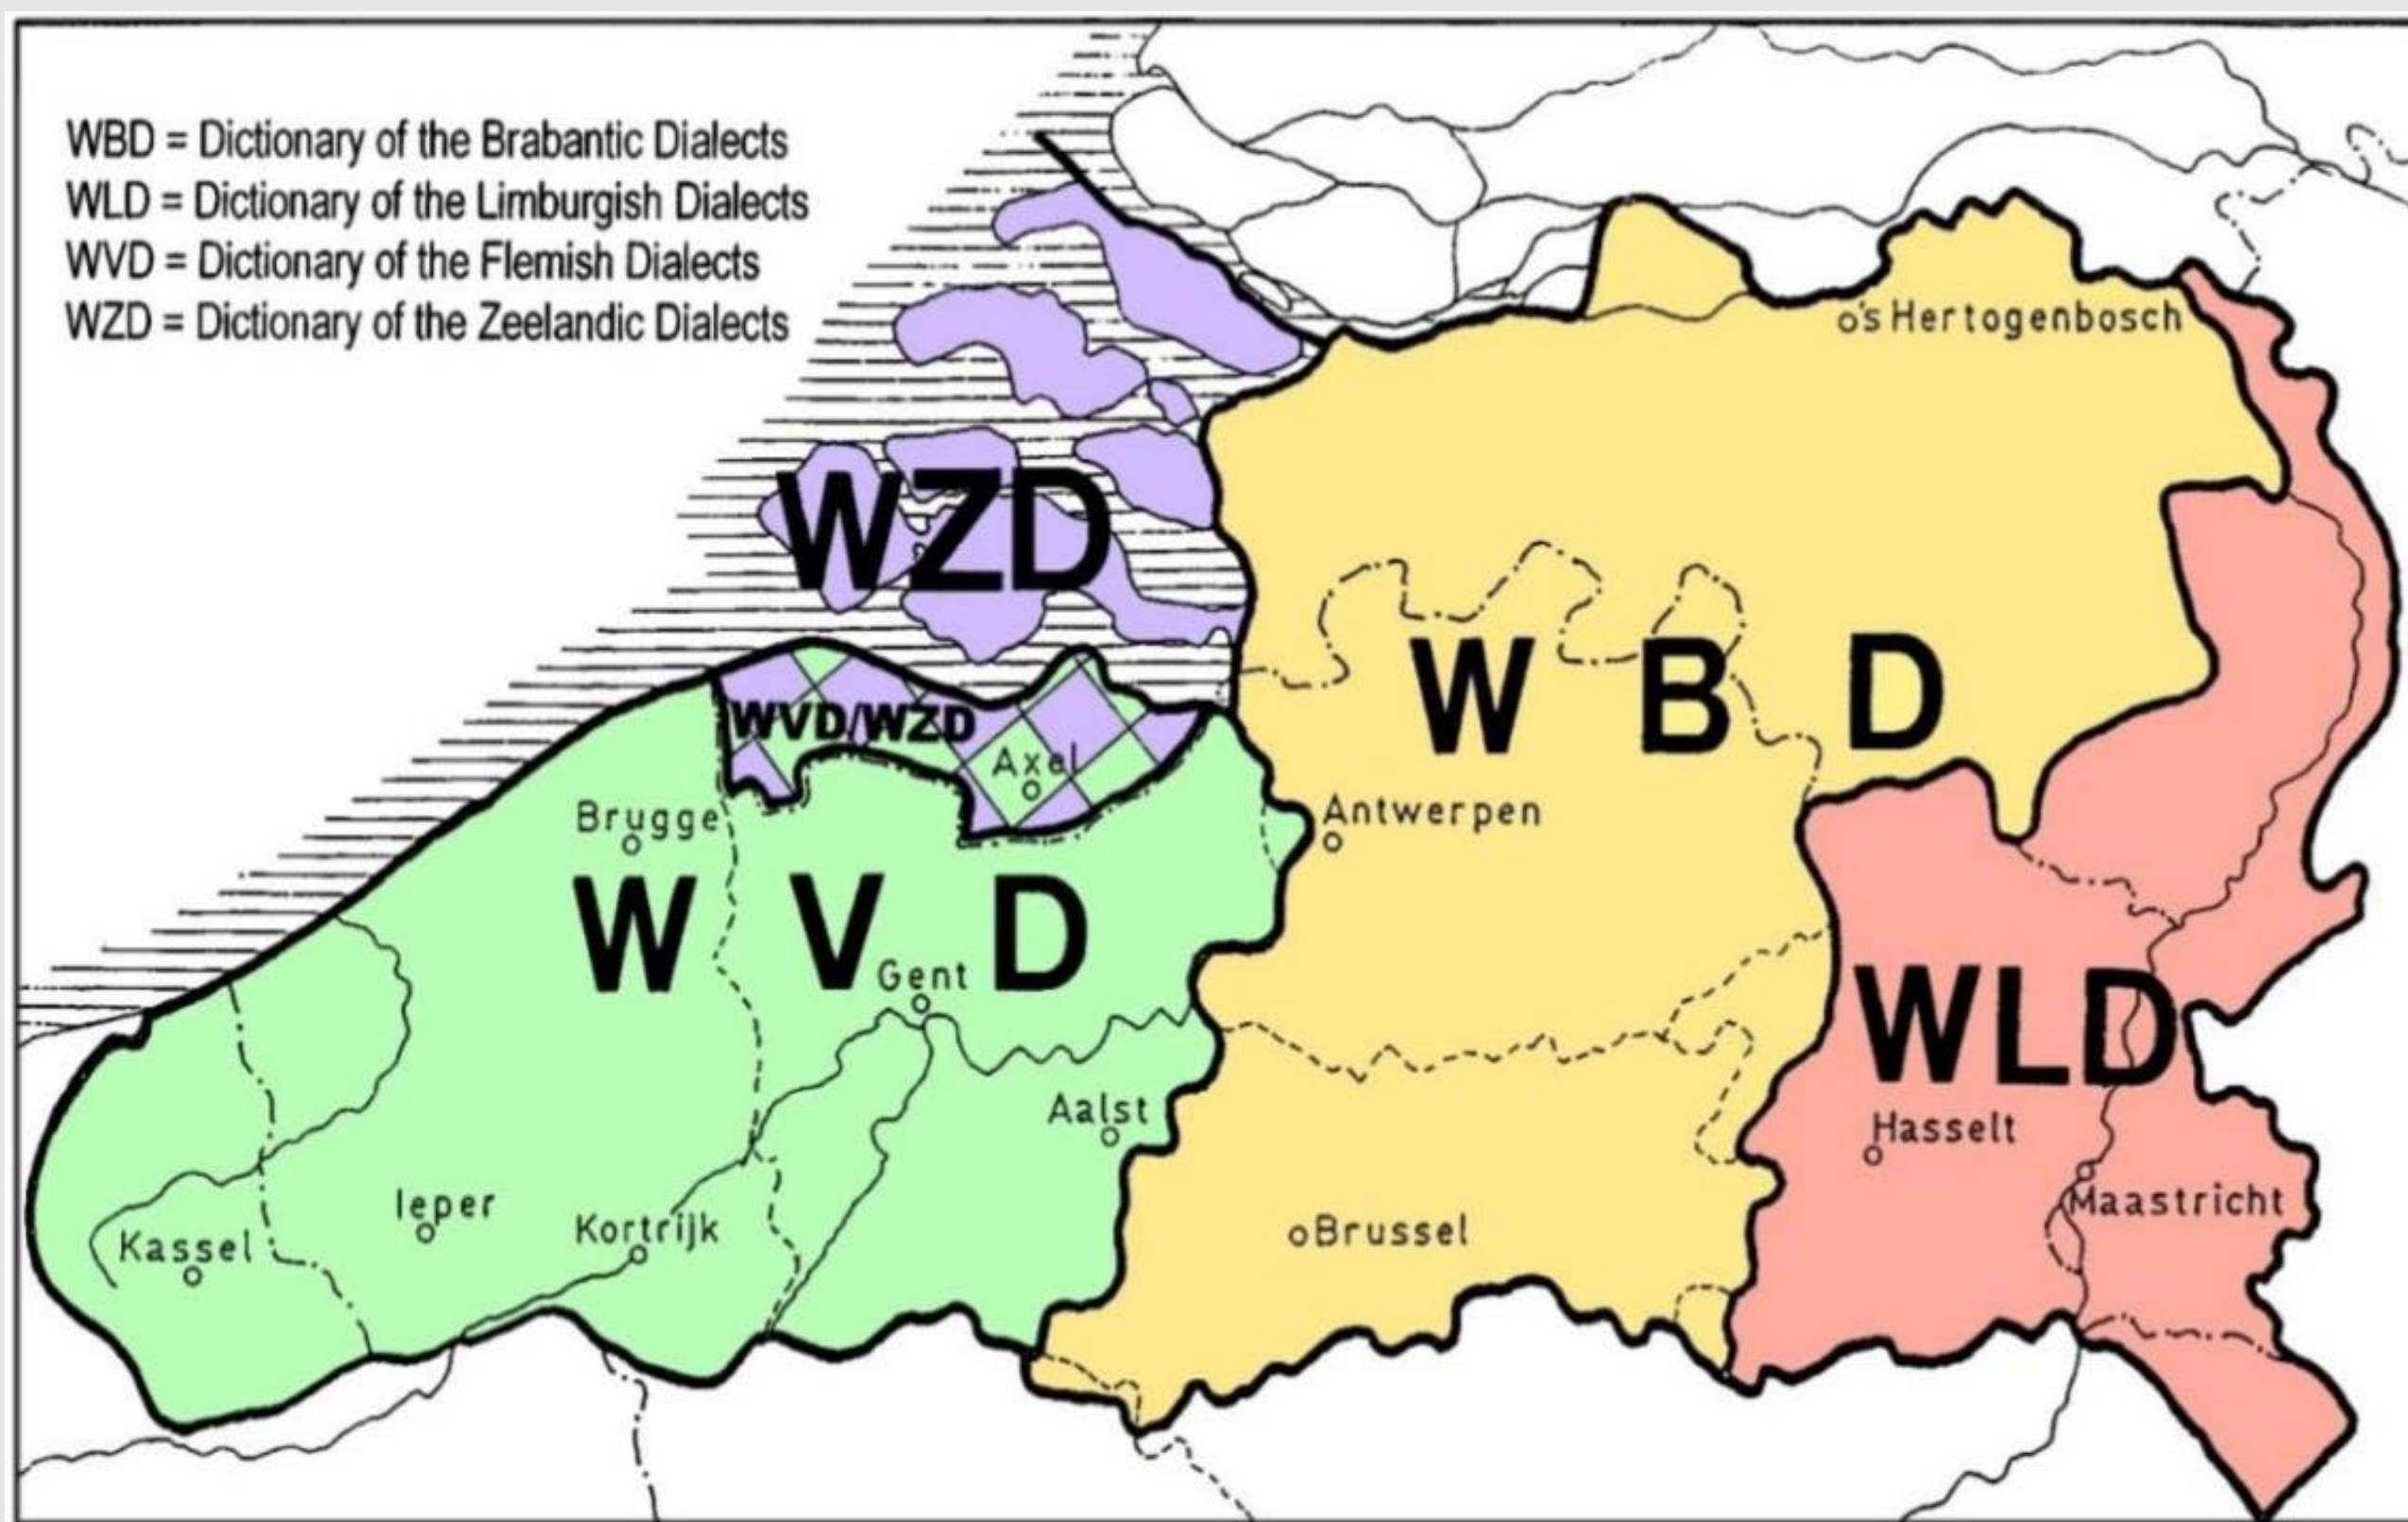 WBD = Dictionary of the Brabantic Dialects
WLD = Dictionary of the Limburgish Dialects
WVD = Dictionary of the Flemish Dialects
WZD = Dictionary of the Zeelandic Dialects
's Hertogenbosch
WZD
W B D
WVD/WZD
Axel
Brugge
Antwerpen
W V D
Gent
WLD
Aalst
Hasselt
Ieper
Maastricht
Kortrijk
Brussel
Kassel